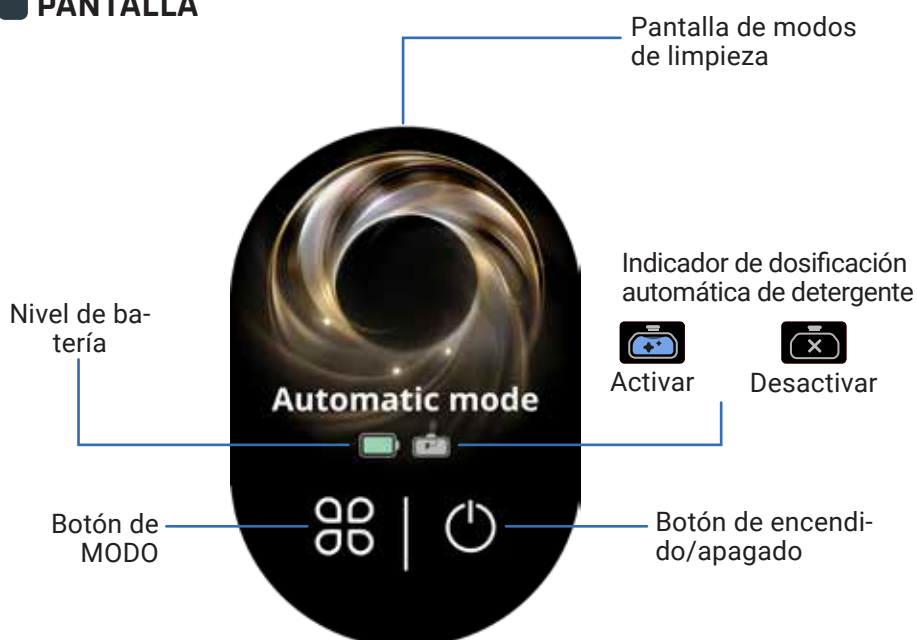 PANTALLA
Pantalla de modos
de limpieza
Indicador de dosificación
automática de detergente
Activar
Desactivar
Nivel de ba-
tería
Automatic mode
Botón de
MODO
Botón de encendi-
do/apagado